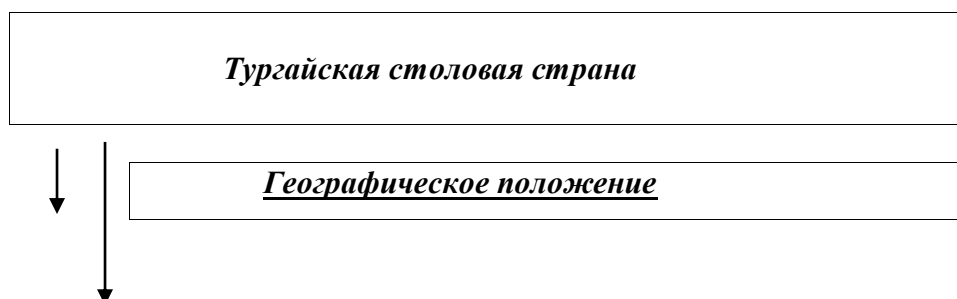 Тургайская столовая страна
Географическое положение